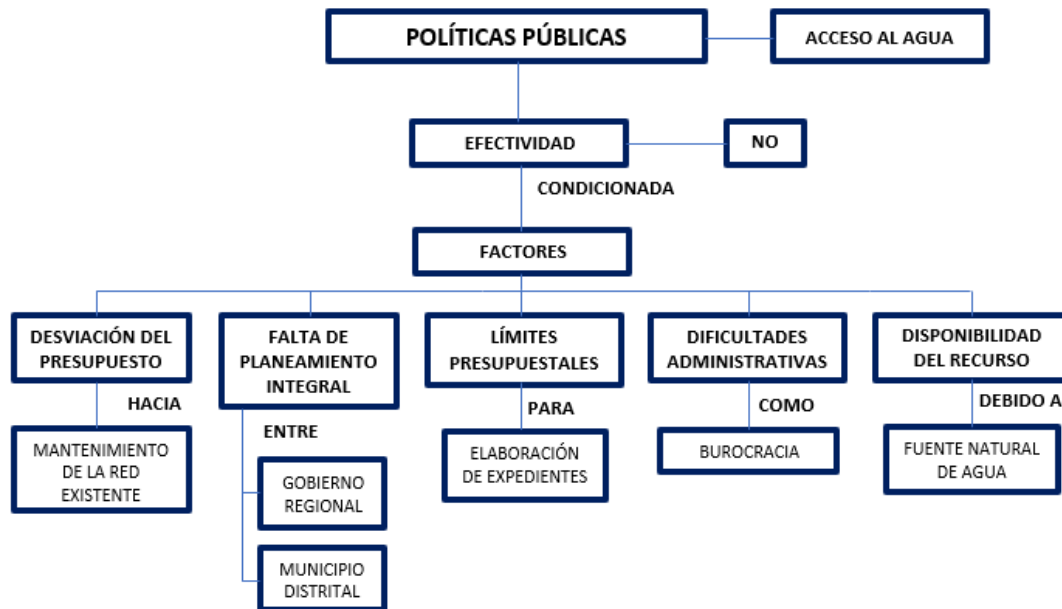 POLÍTICAS PÚBLICAS
ACCESO AL AGUA
EFECTIVIDAD
NO
CONDICIONADA
FACTORES
DESVIACIÓN DEL
PRESUPUESTO
HACIA
MANTENIMIENTO
DE LA RED
EXISTENTE
FALTA DE
PLANEAMIENTO
INTEGRAL
ENTRE
GOBIERNO
REGIONAL
MUNICIPIO
DISTRITAL
LÍMITES
PRESUPUESTALES
PARA
ELABORACIÓN
DE EXPEDIENTES
DIFICULTADES
ADMINISTRATIVAS
COMO
BUROCRACIA
DISPONIBILIDAD
DEL RECURSO
DEBIDO A
FUENTE NATURAL
DE AGUA